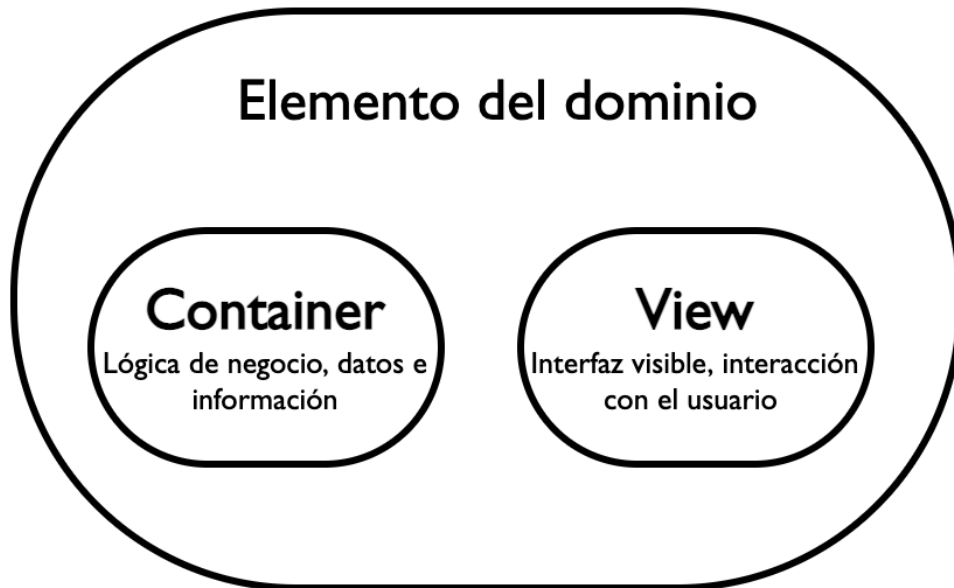 Elemento del dominio
Container
Lógica de negocio, datos e
información
View
Interfaz visible, interacción
con el usuario